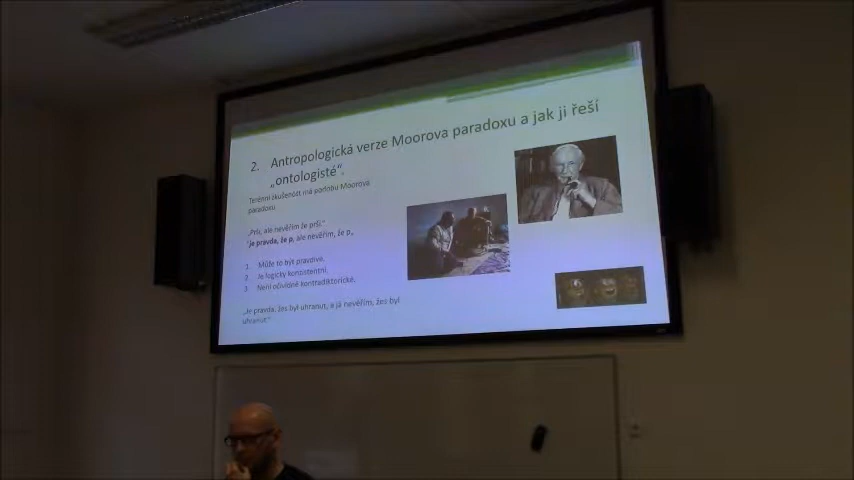 2. Antropologická verze Moorova paradoxu a jak ji řeší
„ontologisté“.
Terénní zkušenost má podobu Moorova
paradoxu.
„Prší, ale nevěřím že prší.“
je pravda, že p, ale nevěřím, že p„
1. Může to být pravdivé.
2. Je logicky konzistentní.
3. Není očividně kontradiktorické.
„Je pravda, žes byl uhranut, a já nevěřím, žes byl
uhranut.“